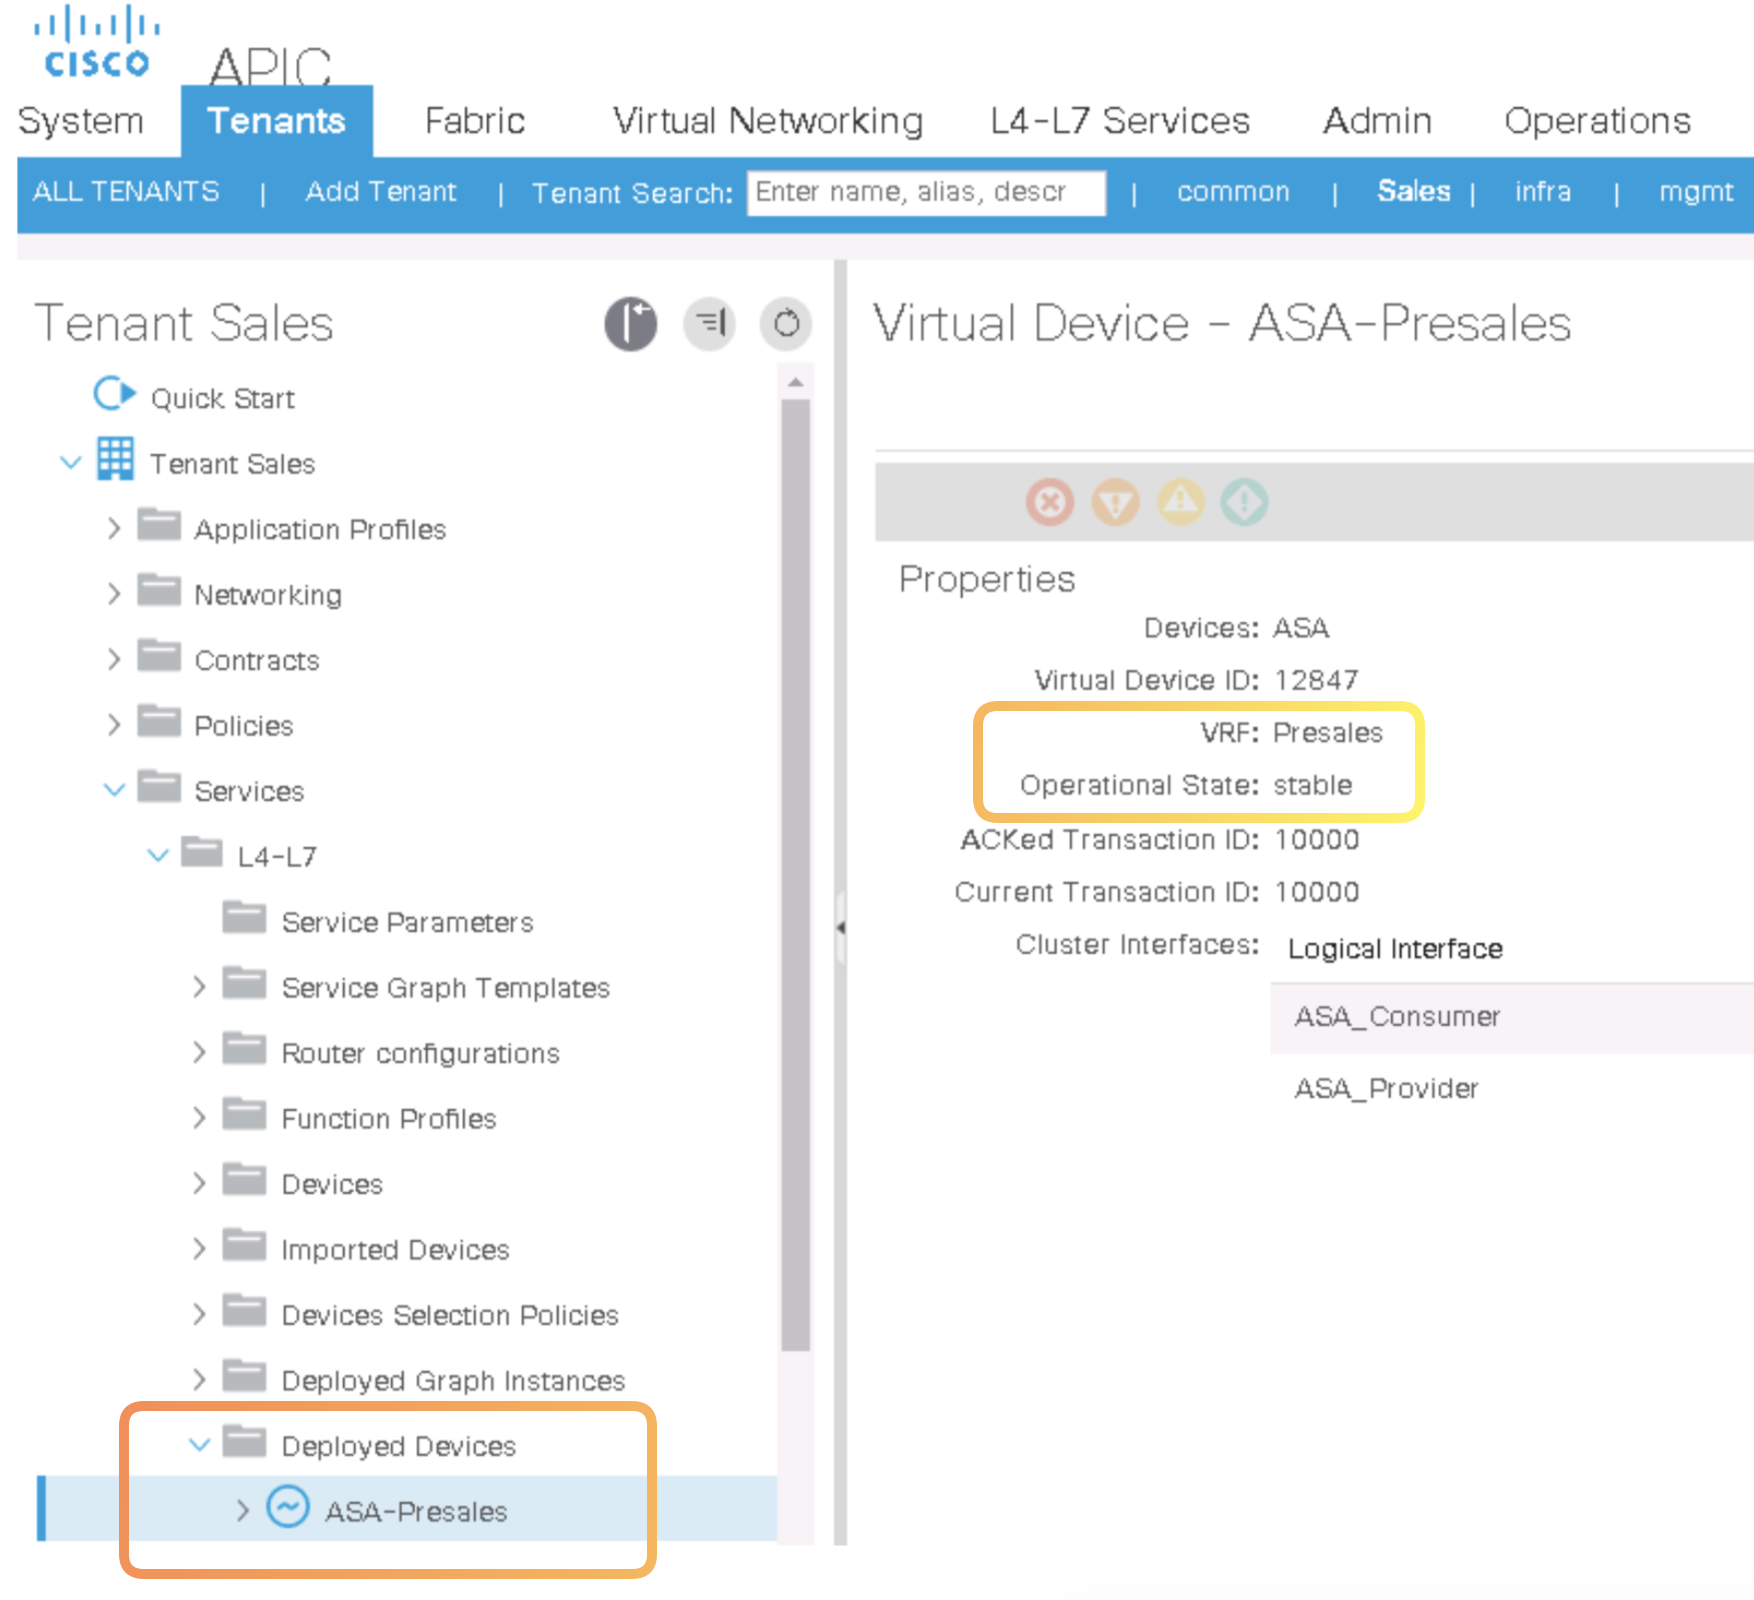 CISCO
APIC
System Tenants Fabric Virtual Networking L4-L7 Services Admin Operations
ALL TENANTS | Add Tenant | Tenant Search: Enter name, alias, descr | common | Sales | infra | mgmt
Tenant Sales
Quick Start
Tenant Sales
Application Profiles
Networking
Contracts
Policies
Services
L4-L7
Service Parameters
Service Graph Templates
Router configurations
Function Profiles
Devices
Imported Devices
Devices Selection Policies
Deployed Graph Instances
Deployed Devices
ASA-Presales
Virtual Device - ASA-Presales
Properties
Devices: ASA
Virtual Device ID: 12847
VRF: Presales
Operational State: stable
ACKed Transaction ID: 10000
Current Transaction ID: 10000
Cluster Interfaces: Logical Interface
ASA_Consumer
ASA_Provider